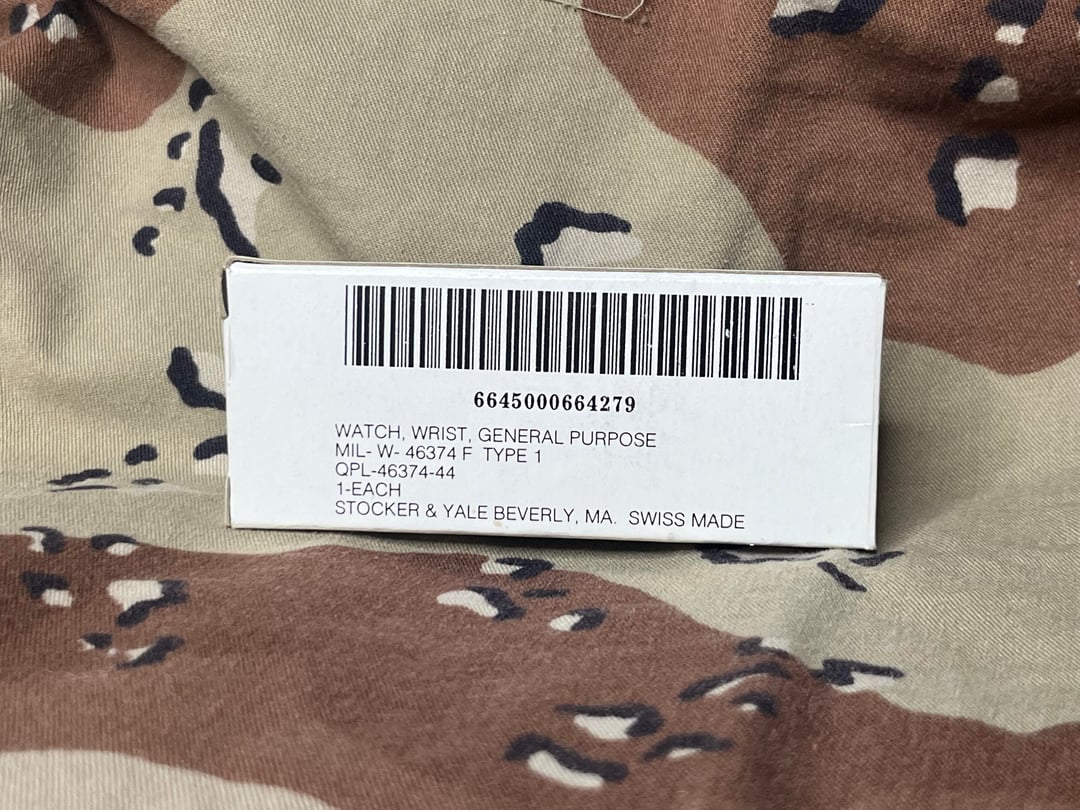 6645000664279
WATCH, WRIST, GENERAL PURPOSE
MIL- W- 46374 F TYPE 1
QPL-46374-44
1-EACH
STOCKER & YALE BEVERLY, MA. SWISS MADE